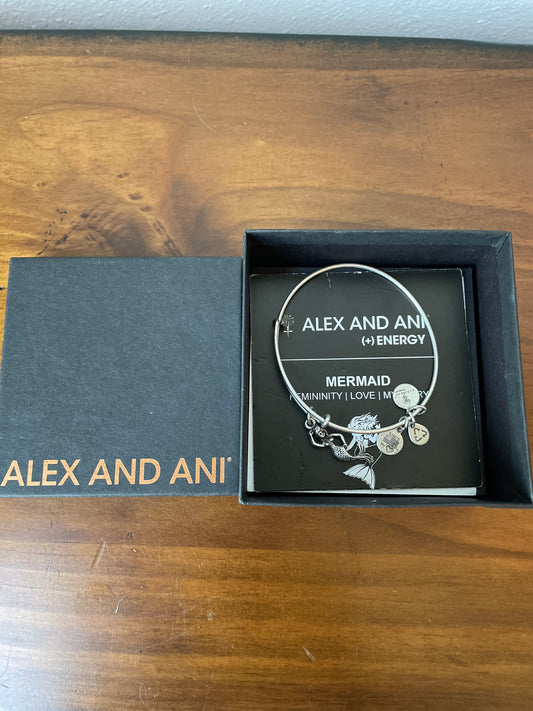 ALEX AND ANI®
ALEX AND ANI
(+) ENERGY
MERMAID
FEMININITY | LOVE |